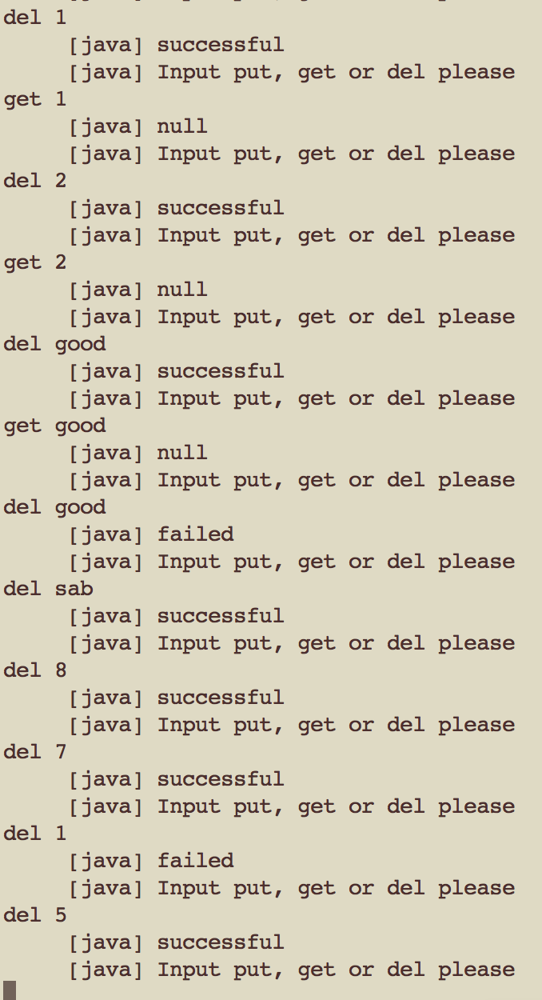 del 1
[java] successful
[java] Input put, get or del please
get 1
[java] null
[java] Input put, get or del please
del 2
[java] successful
[java] Input put, get or del please
get 2
[java] null
[java] Input put, get or del please
del good
[java] successful
[java] Input put, get or del please
get good
[java] null
[java] Input put, get or del please
del good
[java] failed
[java] Input put, get or del please
del sab
[java] successful
[java] Input put, get or del please
del 8
[java] successful
[java] Input put, get or del please
del 7
[java] successful
[java] Input put, get or del please
del 1
[java] failed
[java] Input put, get or del please
del 5
[java] successful
[java] Input put, get or del please